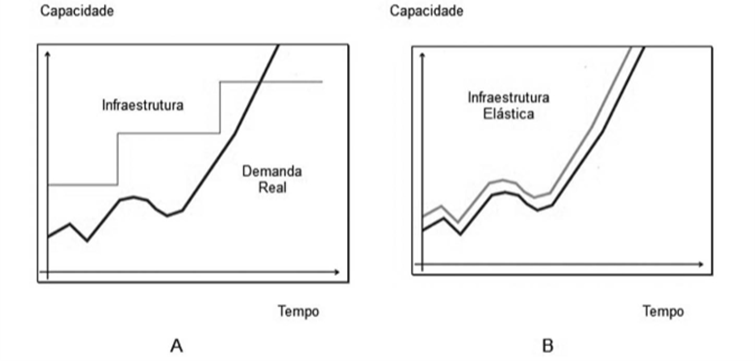 Capacidade
Infraestrutura
Demanda
Real
Tempo
A
Capacidade
Infraestrutura
Elástica
Tempo
B